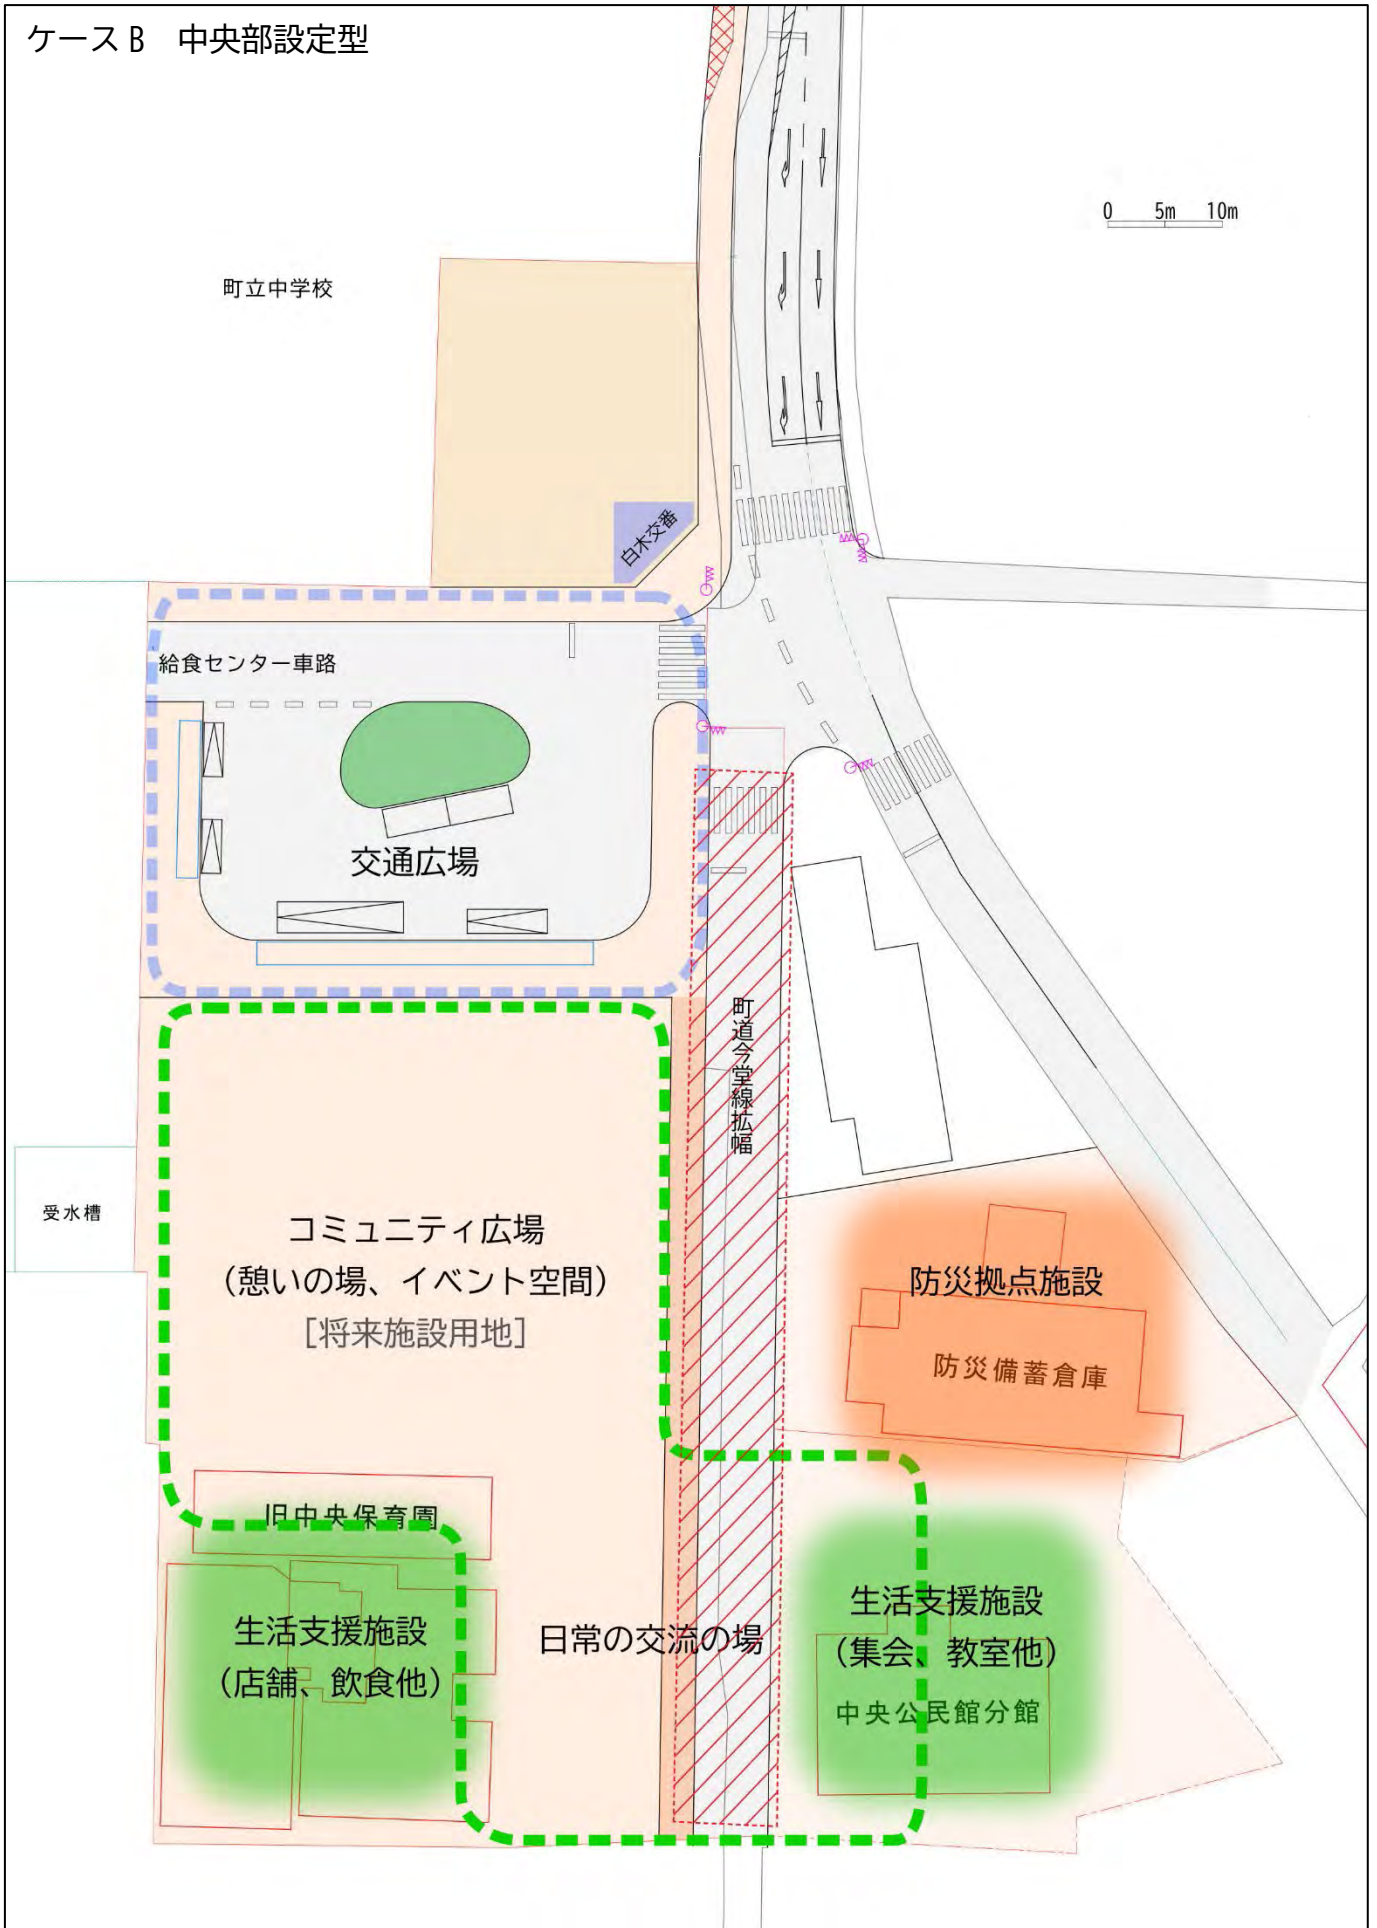 ケースB 中央部設定型
0 5m 10m
町立中学校
白木交番
給食センター車路
交通広場
町道今堂線拡幅
受水槽
コミュニティ広場
（憩いの場、イベント空間）
［将来施設用地］
防災拠点施設
防災備蓄倉庫
旧中央保育園
生活支援施設
（店舗、飲食他）
日常の交流の場
生活支援施設
（集会、教室他）
中央公民館分館